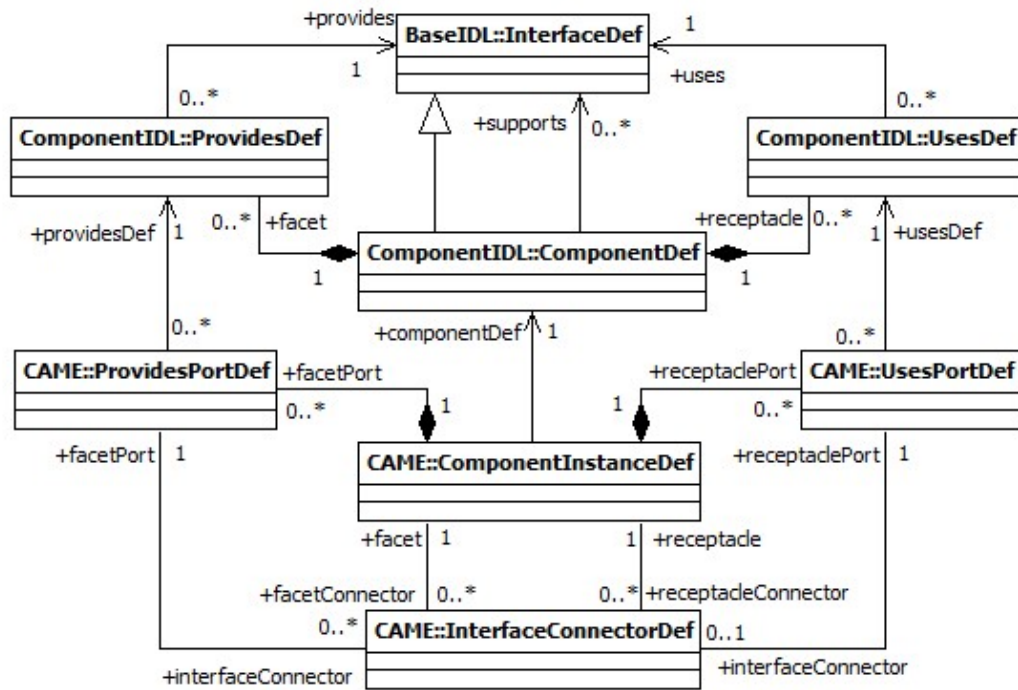 +provides
BaseIDL::InterfaceDef
1
1
+uses
0..*
+supports
0..*
0..*
ComponentIDL::ProvidesDef
ComponentIDL::UsesDef
+providesDef
1
0..*
+facet
+receptacle
0..*
1
+usesDef
ComponentIDL::ComponentDef
1
1
0..*
+componentDef
1
0..*
CAME::ProvidesPortDef
+facetPort
+receptaclePort
CAME::UsesPortDef
0..*
1
1
0..*
+facetPort
1
CAME::ComponentInstanceDef
+receptaclePort
1
+facet
1
1
+receptacle
+facetConnector
0..*
0..*
+receptacleConnector
0..*
CAME::InterfaceConnectorDef
0..1
+interfaceConnector
+interfaceConnector